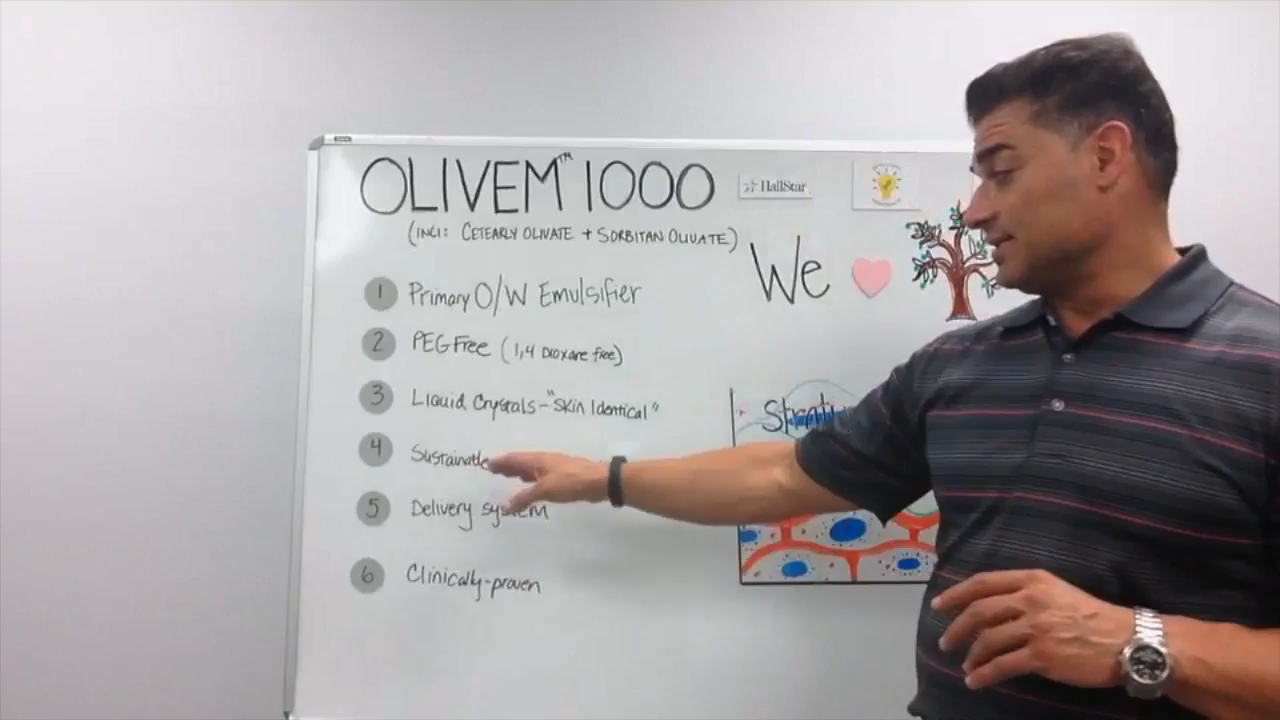 OLIVEM™ 1000
HallStar
(INCI: CETEARLY OLIVATE + SORBITAN OLIVATE)
We
1 Primary O/W Emulsifier
2 PEG Free (1,4 Dioxane free)
3 Liquid Crystals - "Skin Identical"
4 Sustainable
5 Delivery system
6 Clinically-proven